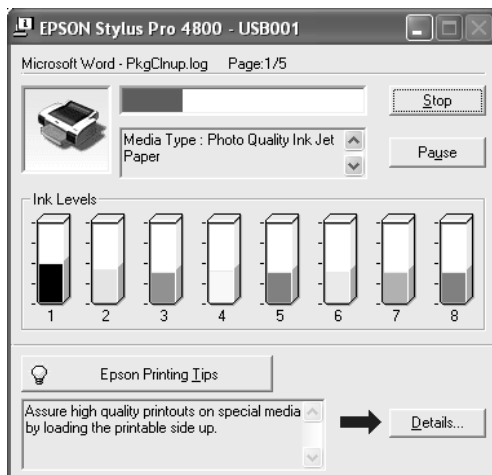 EPSON Stylus Pro 4800 - USB001
Microsoft Word - PkgClnup.log    Page:1/5
Stop
Media Type : Photo Quality Ink Jet
Paper
Pause
Ink Levels
1 2 3 4 5 6 7 8
Epson Printing Tips
Assure high quality printouts on special media
by loading the printable side up.
Details...